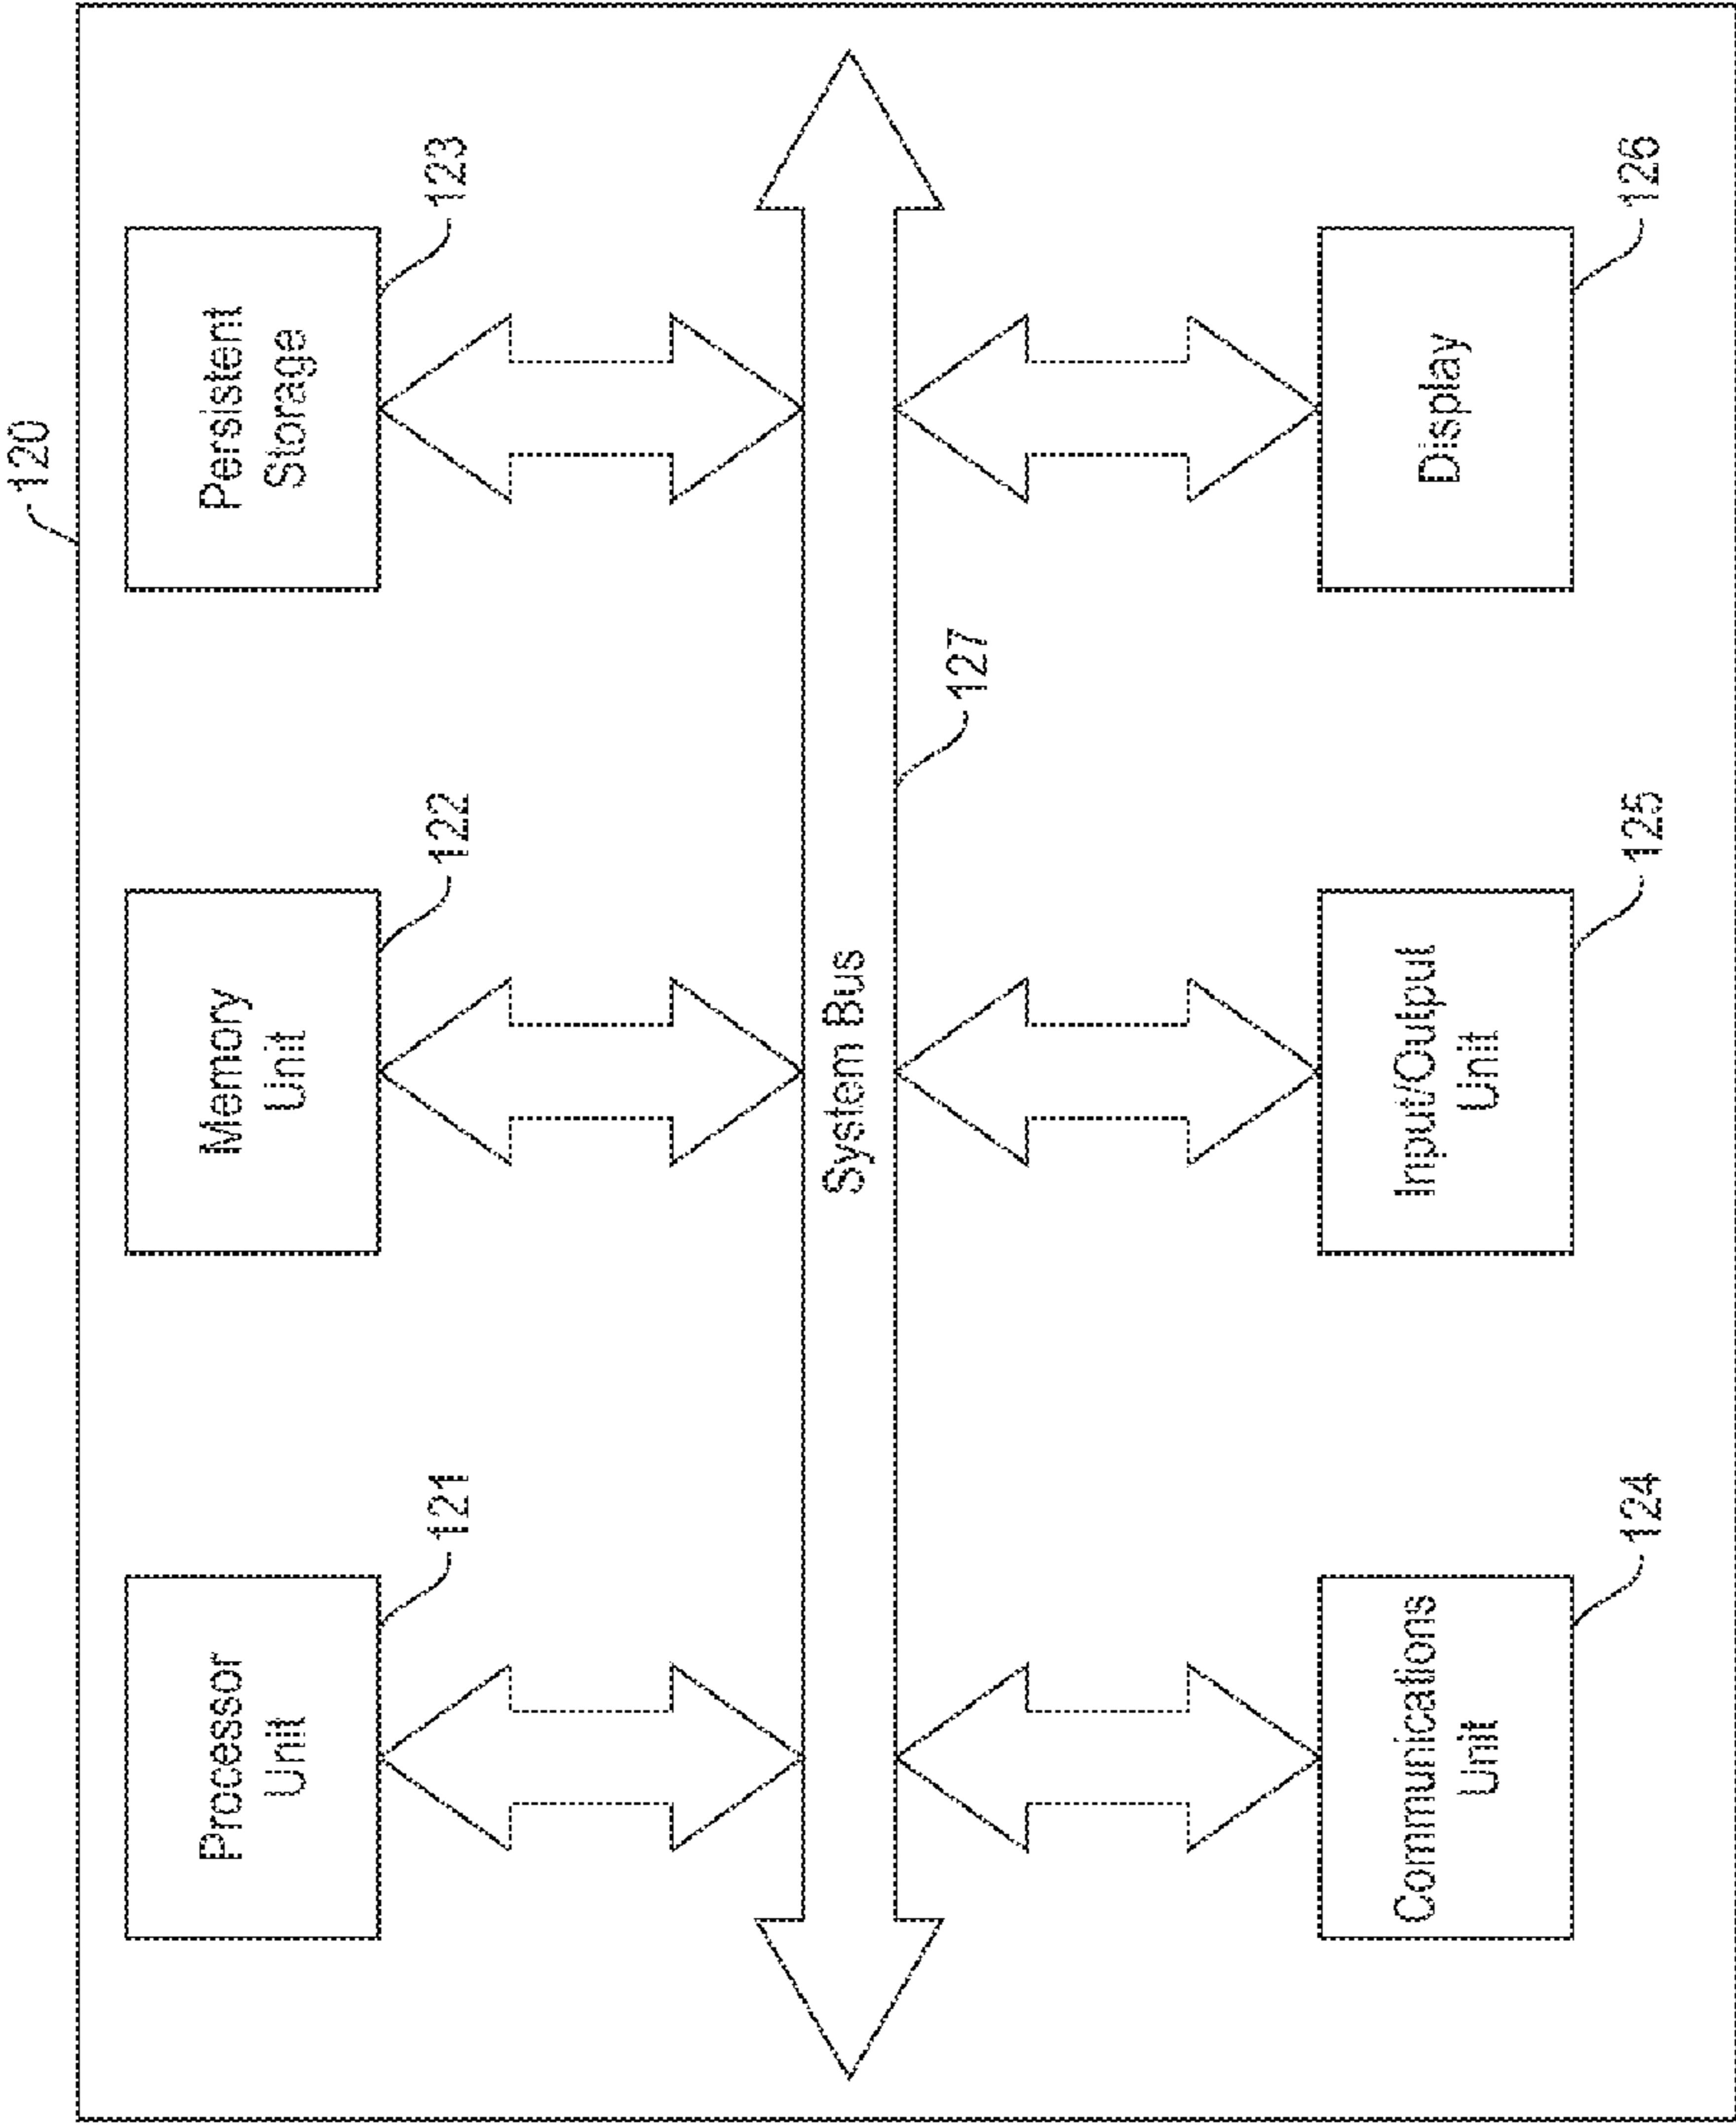 120
Processor
Unit
121
Memory
Unit
122
Persistent
Storage
123
System Bus
127
Communications
Unit
124
Input/Output
Unit
125
Display
126